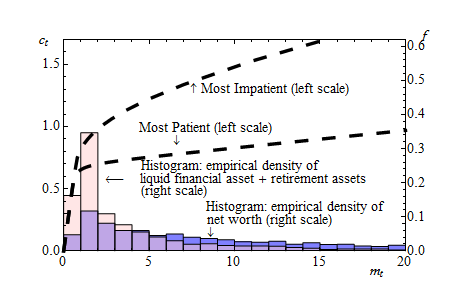 c_t
f
1.5
1.0
0.5
0.0
0.6
0.5
0.4
0.3
0.2
0.1
0.0
↑ Most Impatient (left scale)
Most Patient (left scale)
↓
Histogram: empirical density of
← liquid financial asset + retirement assets
(right scale)
Histogram: empirical density of
net worth (right scale)
↓
0
5
10
15
20
m_t